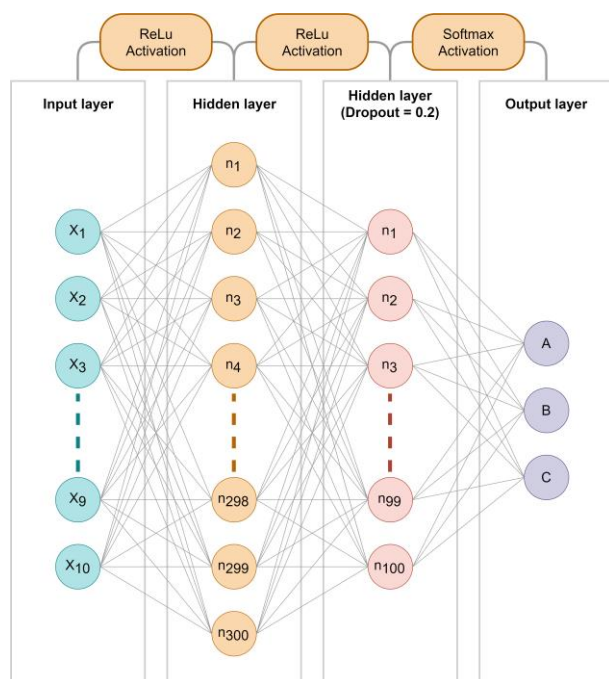 ReLu
Activation
ReLu
Activation
Softmax
Activation
Input layer
Hidden layer
Hidden layer
(Dropout = 0.2)
Output layer
X1
X2
X3
X9
X10
n1
n2
n3
n4
n298
n299
n300
n1
n2
n3
n99
n100
A
B
C